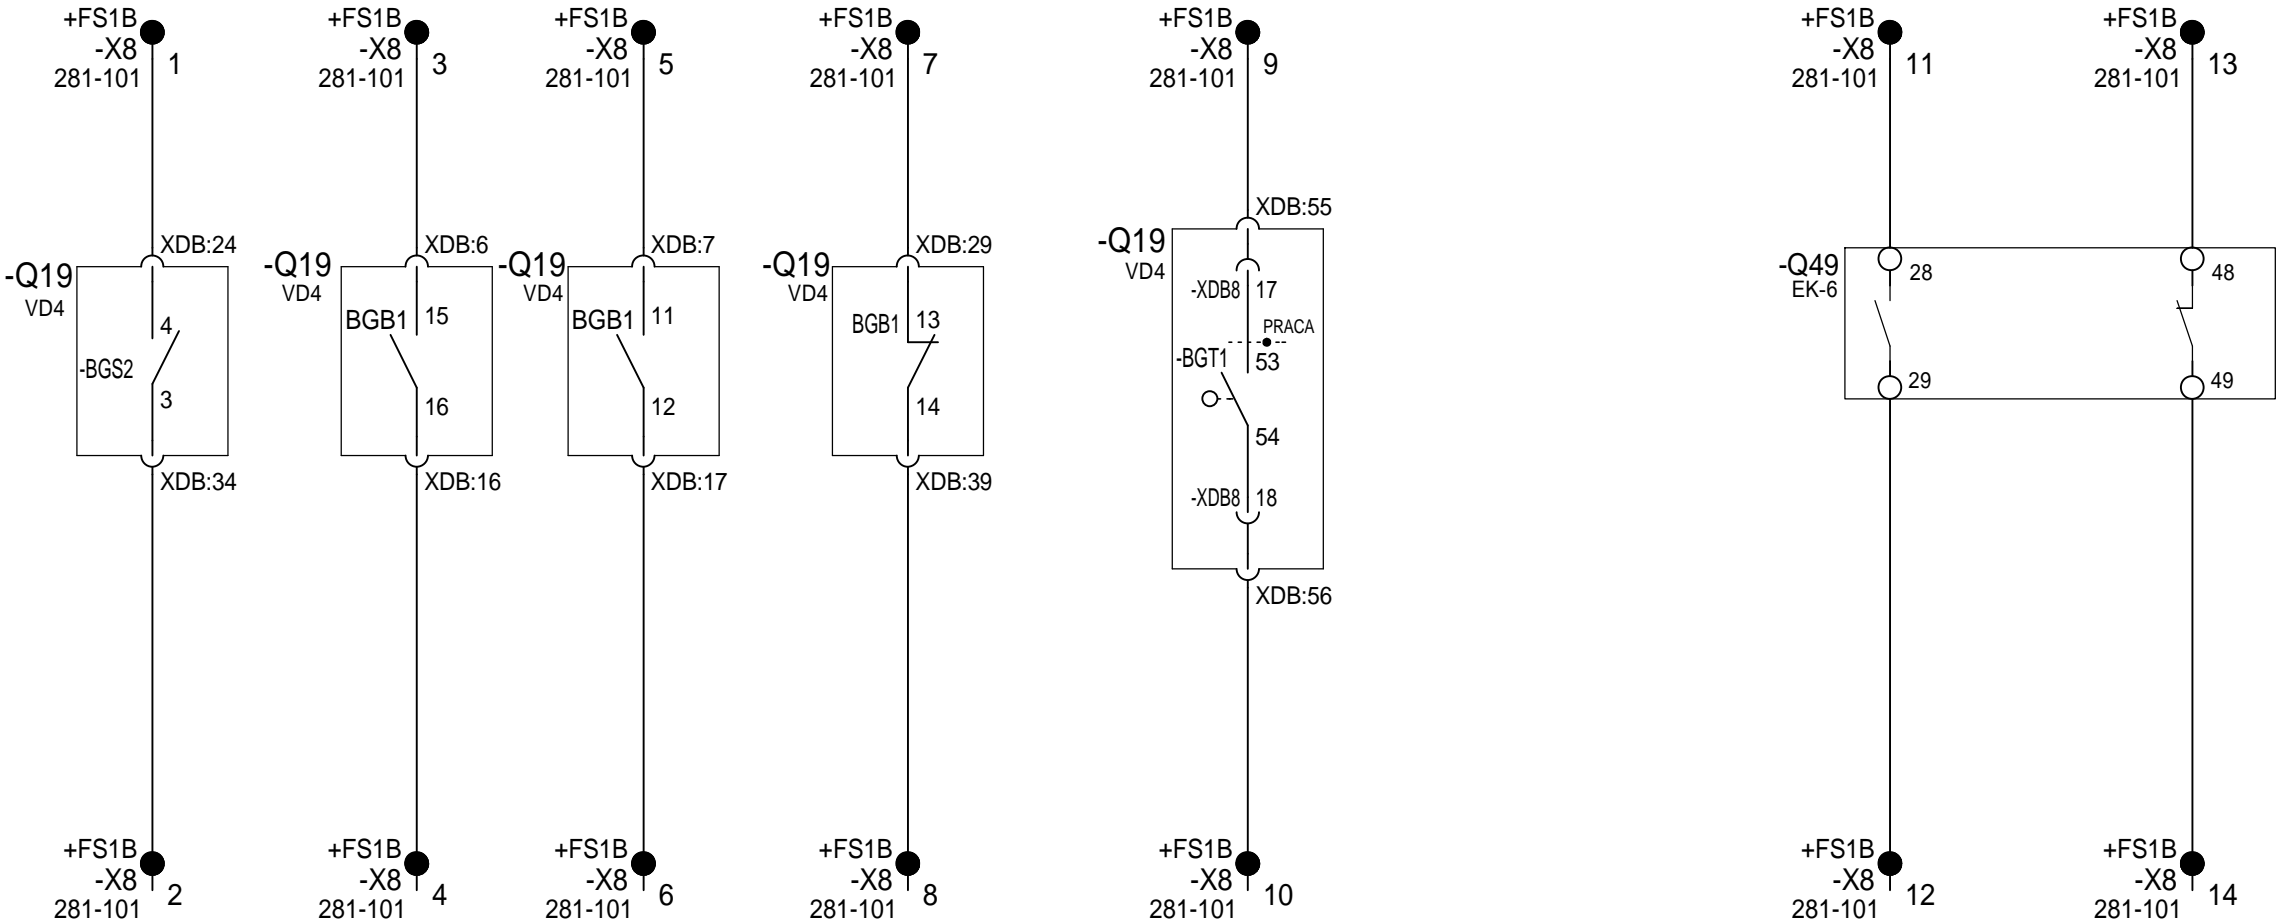 +FS1B
-X8
281-101
1
+FS1B
-X8
281-101
3
+FS1B
-X8
281-101
5
+FS1B
-X8
281-101
7
+FS1B
-X8
281-101
9
+FS1B
-X8
281-101
11
+FS1B
-X8
281-101
13
XDB:24
-Q19
VD4
4
-BGS2
3
XDB:34
XDB:6
-Q19
VD4
BGB1
15
16
XDB:16
XDB:7
-Q19
VD4
BGB1
11
12
XDB:17
XDB:29
-Q19
VD4
BGB1
13
14
XDB:39
XDB:55
-Q19
VD4
-XDB8
17
PRACA
-BGT1
53
54
-XDB8
18
XDB:56
-Q49
EK-6
28
29
48
49
+FS1B
-X8
281-101
2
+FS1B
-X8
281-101
4
+FS1B
-X8
281-101
6
+FS1B
-X8
281-101
8
+FS1B
-X8
281-101
10
+FS1B
-X8
281-101
12
+FS1B
-X8
281-101
14